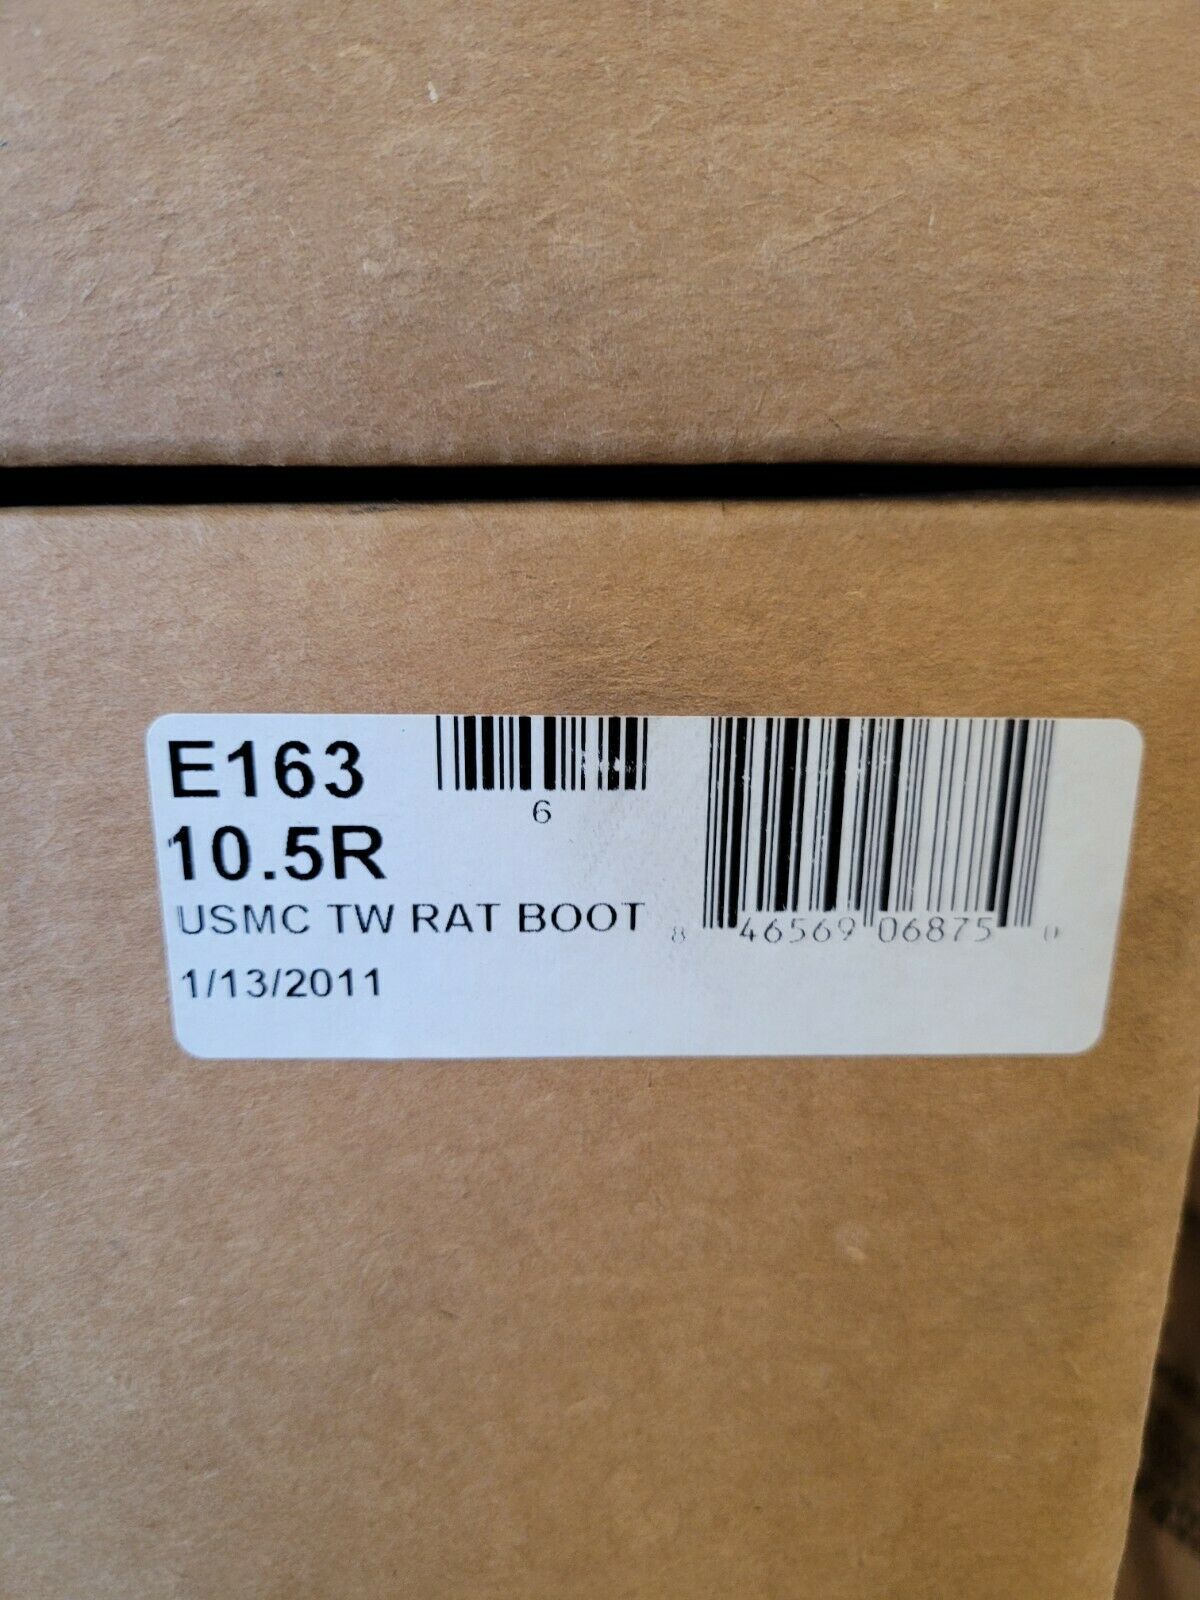 E163
10.5R
USMC TW RAT BOOT
1/13/2011
6
8 46569 06875 0